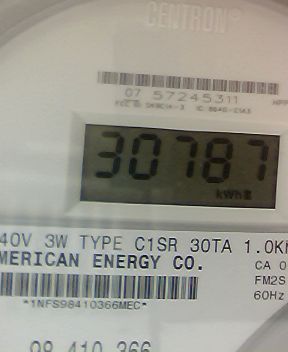 CENTRON®
07 57245311
30787
kWh
40V 3W TYPE C1SR 30TA 1.0K
MERICAN ENERGY CO.
CA 0
FM2S
60Hz
*1NFS98410366MEC*
98 410 366